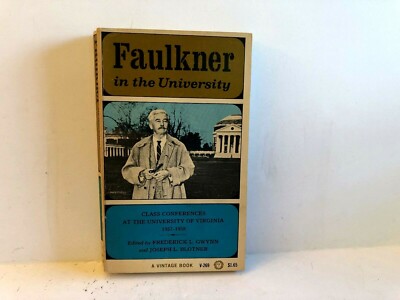 Faulkner
in the University
CLASS CONFERENCES
AT THE UNIVERSITY OF VIRGINIA
1957-1958
Edited by FREDERICK L. GWYNN
and JOSEPH L. BLOTNER
A VINTAGE BOOK V-269 $1.65